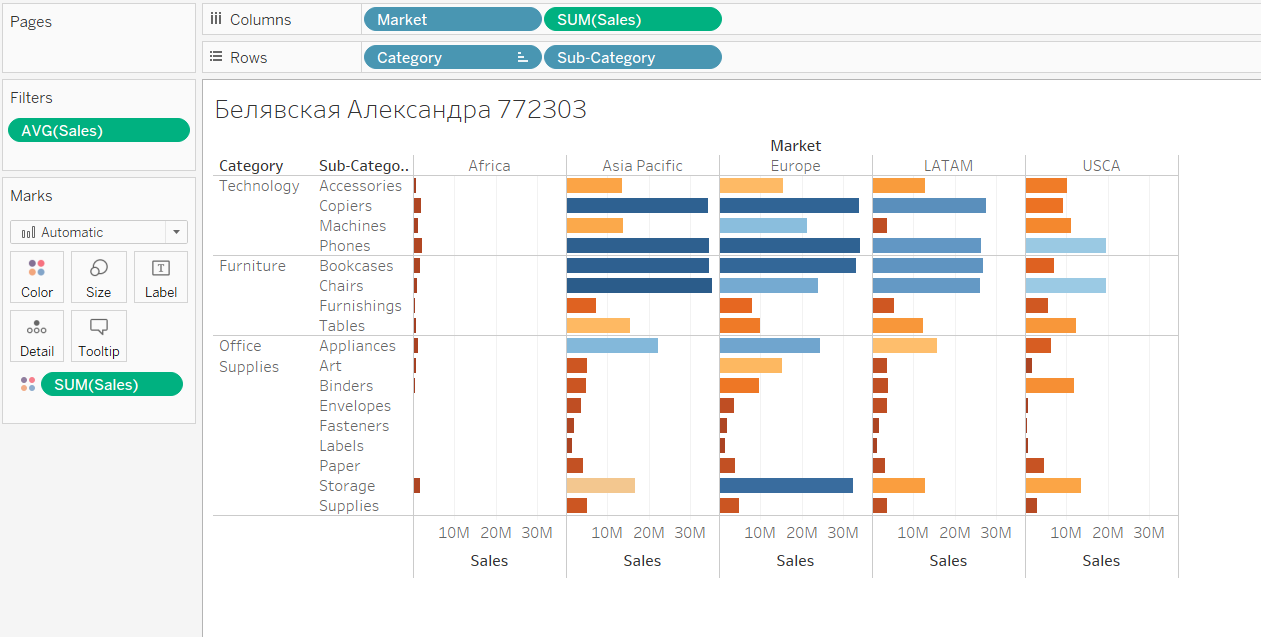 Pages
Columns
Market
SUM(Sales)
Rows
Category
Sub-Category
Filters
AVG(Sales)
Marks
Automatic
Color
Size
Label
Detail
Tooltip
SUM(Sales)
Белявская Александра 772303
Market
Category Sub-Catego.. Africa Asia Pacific Europe LATAM USCA
Technology Accessories
Copiers
Machines
Phones
Furniture Bookcases
Chairs
Furnishings
Tables
Office Appliances
Supplies Art
Binders
Envelopes
Fasteners
Labels
Paper
Storage
Supplies
10M 20M 30M 10M 20M 30M 10M 20M 30M 10M 20M 30M 10M 20M 30M
Sales Sales Sales Sales Sales